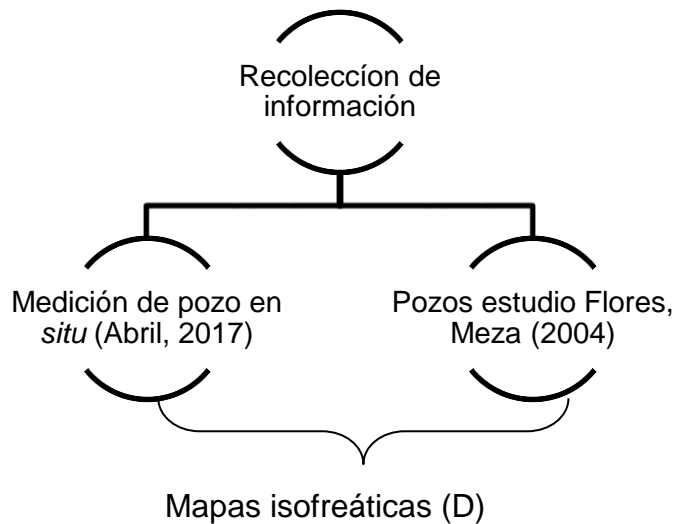 Recoleccíon de
información
Medición de pozo en
situ (Abril, 2017)
Pozos estudio Flores,
Meza (2004)
Mapas isofreáticas (D)